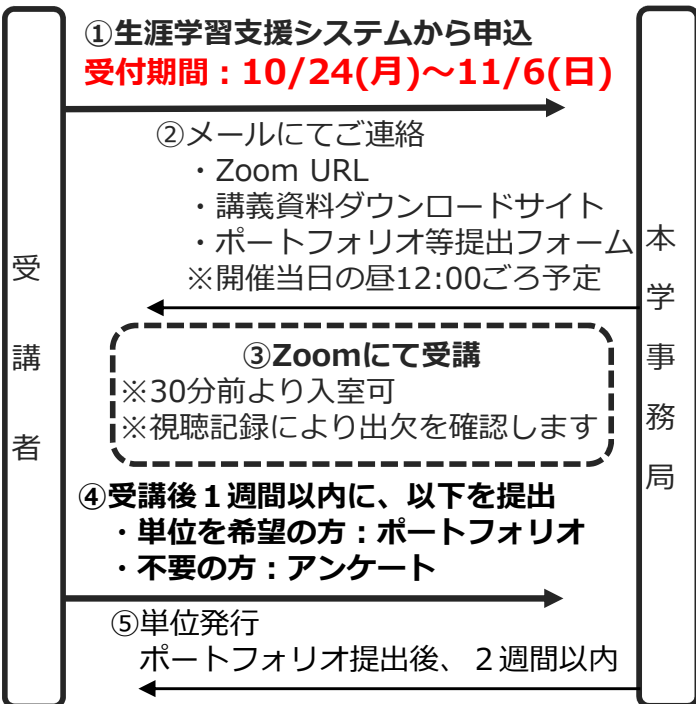 ①生涯学習支援システムから申込
受付期間：10/24(月)～11/6(日)
②メールにてご連絡
・Zoom URL
・講義資料ダウンロードサイト
・ポートフォリオ等提出フォーム
※開催当日の昼12:00ごろ予定
受講者
本学事務局
③Zoomにて受講
※30分前より入室可
※視聴記録により出欠を確認します
④受講後１週間以内に、以下を提出
・単位を希望の方：ポートフォリオ
・不要の方：アンケート
⑤単位発行
ポートフォリオ提出後、２週間以内